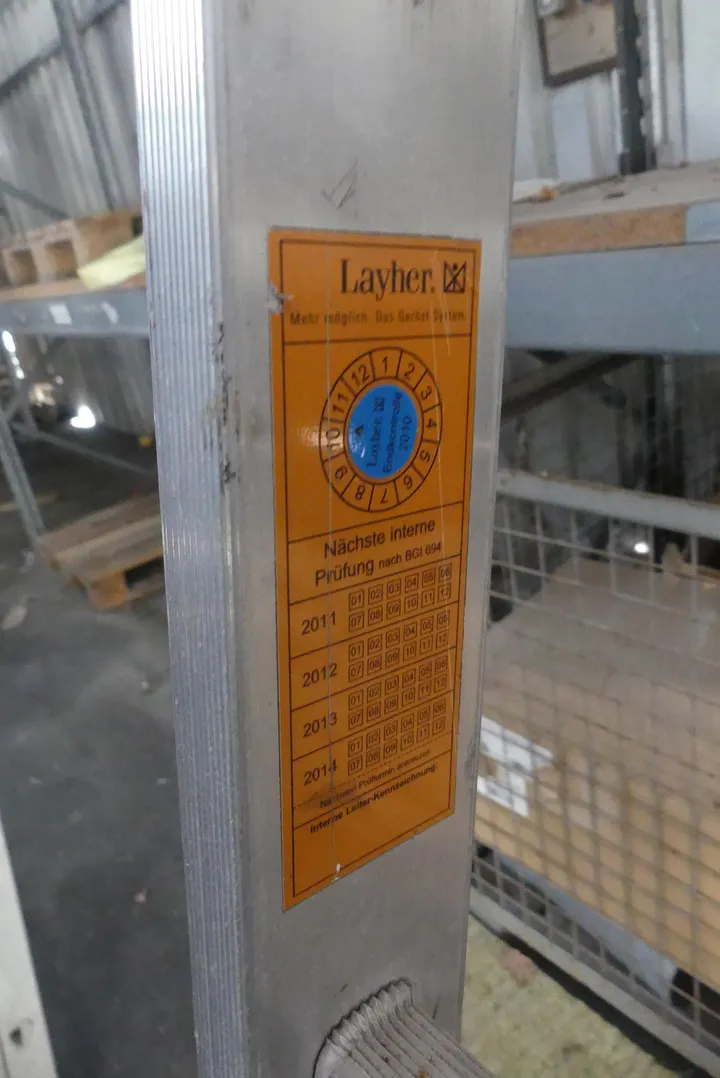 Layher.
Mehr möglich. Das Gerüst System.
1 2 3 4 5 6 7 8 9 10 11 12
Layher.
Endkontrolle
2010
Nächste interne
Prüfung nach BGI 694
2011 01 02 03 04 05 06
07 08 09 10 11 12
2012 01 02 03 04 05 06
07 08 09 10 11 12
2013 01 02 03 04 05 06
07 08 09 10 11 12
2014 01 02 03 04 05 06
07 08 09 10 11 12
Nächsten Prüftermin
Interne Leiter-Kennzeichnung: